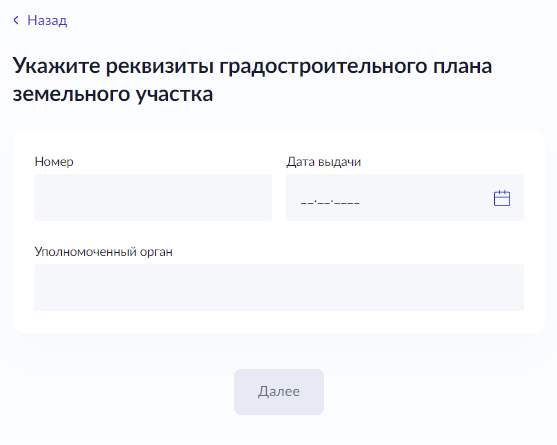 Назад
Укажите реквизиты градостроительного плана
земельного участка
Номер
Дата выдачи
__.__.____
Уполномоченный орган
Далее